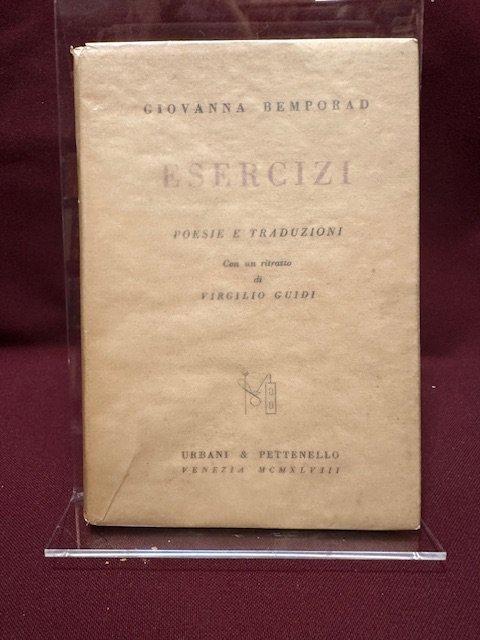 GIOVANNA BEMPORAD
ESERCIZI
POESIE E TRADUZIONI
Con un ritratto
di
VIRGILIO GUIDI
URBANI & PETTENELLO
VENEZIA MCMXLVIII